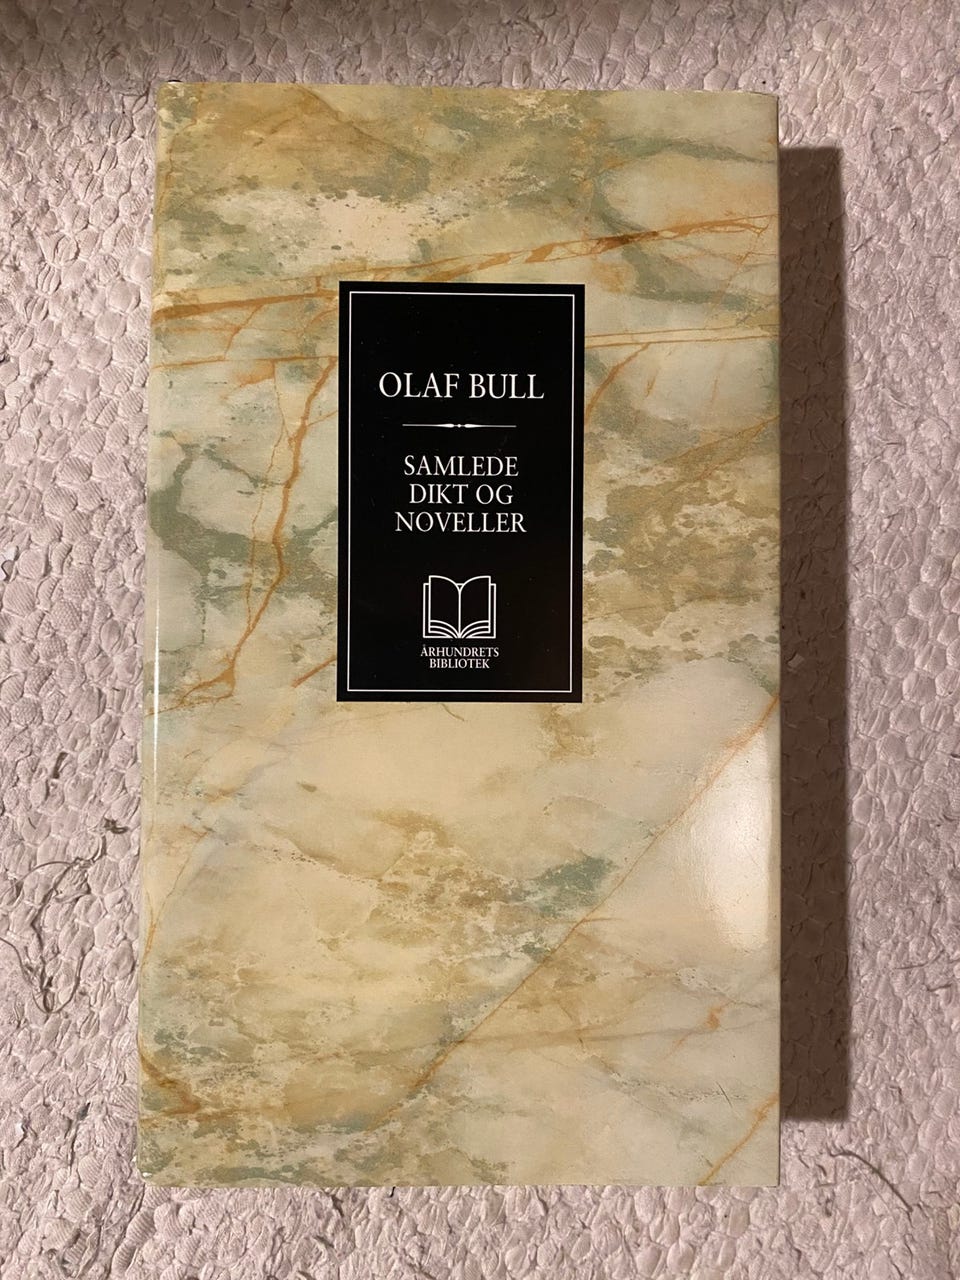 OLAF BULL
SAMLEDE
DIKT OG
NOVELLER
ÅRHUNDRETS
BIBLIOTEK